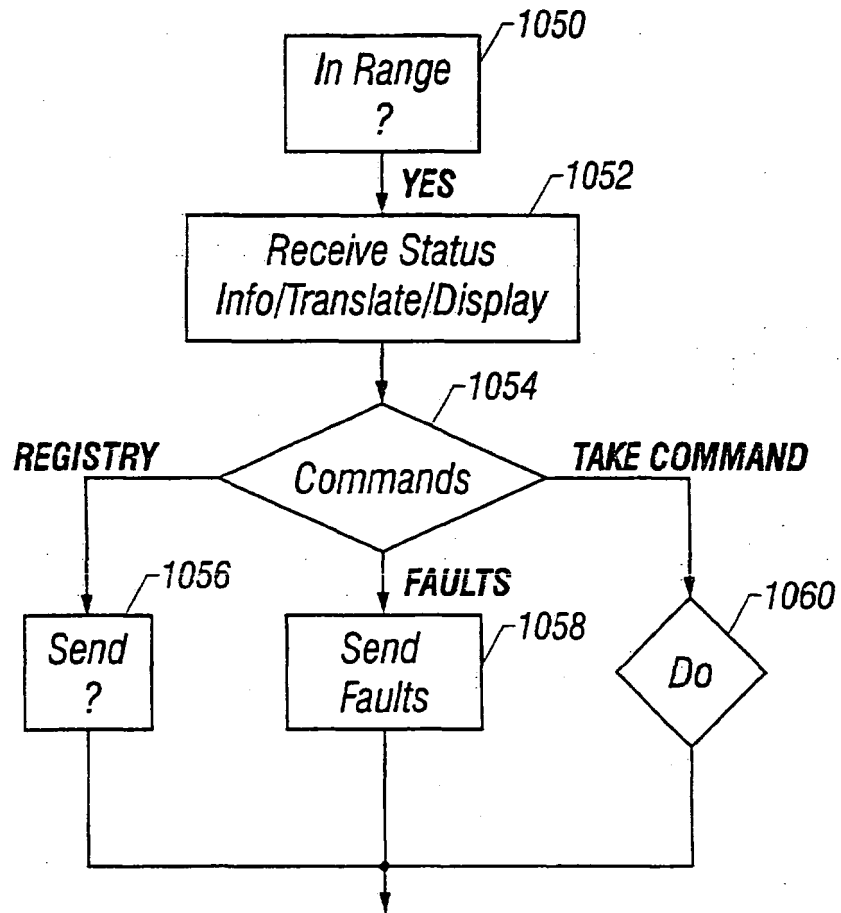 1050
In Range
?
YES
1052
Receive Status
Info/Translate/Display
1054
REGISTRY
Commands
TAKE COMMAND
1056
FAULTS
1058
1060
Send
?
Send
Faults
Do